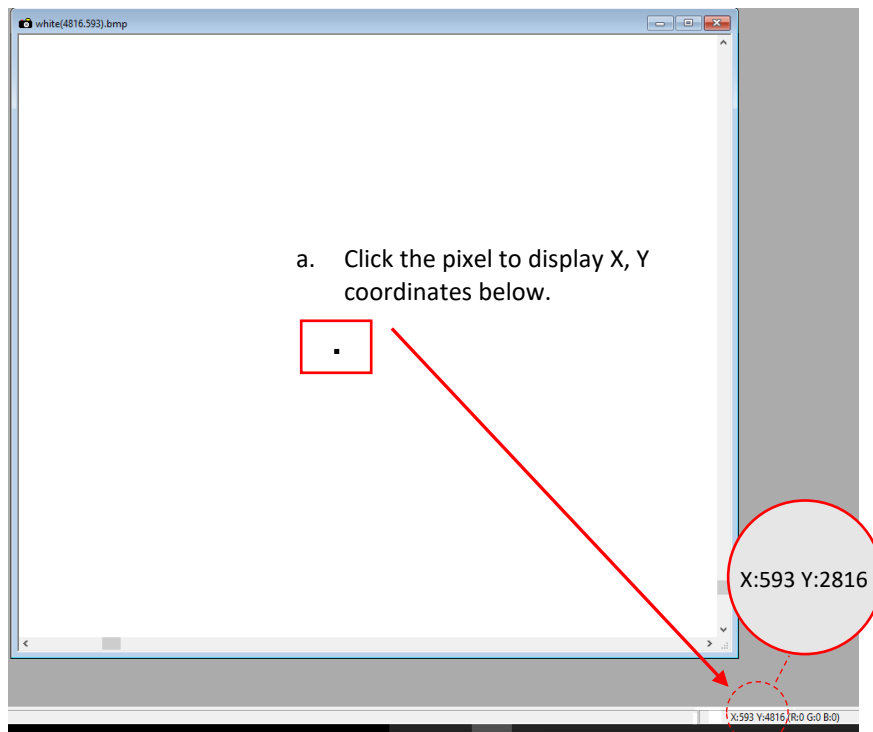 white(4816.593).bmp
a. Click the pixel to display X, Y
coordinates below.
X:593 Y:2816
X:593 Y:4816 (R:0 G:0 B:0)